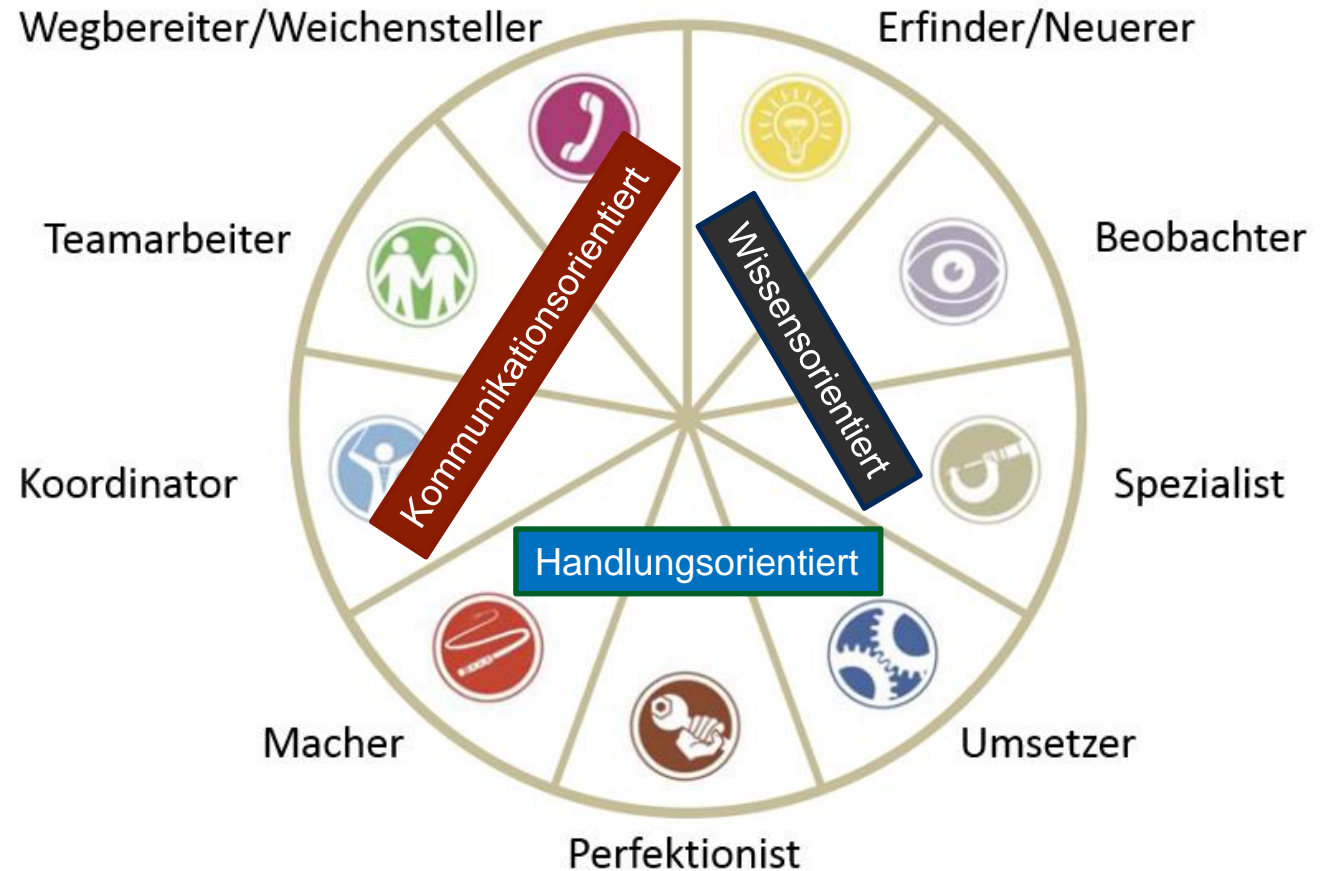 Wegbereiter/Weichensteller
Erfinder/Neuerer
Teamarbeiter
Beobachter
Kommunikationsorientiert
Wissensorientiert
Koordinator
Spezialist
Handlungsorientiert
Macher
Umsetzer
Perfektionist